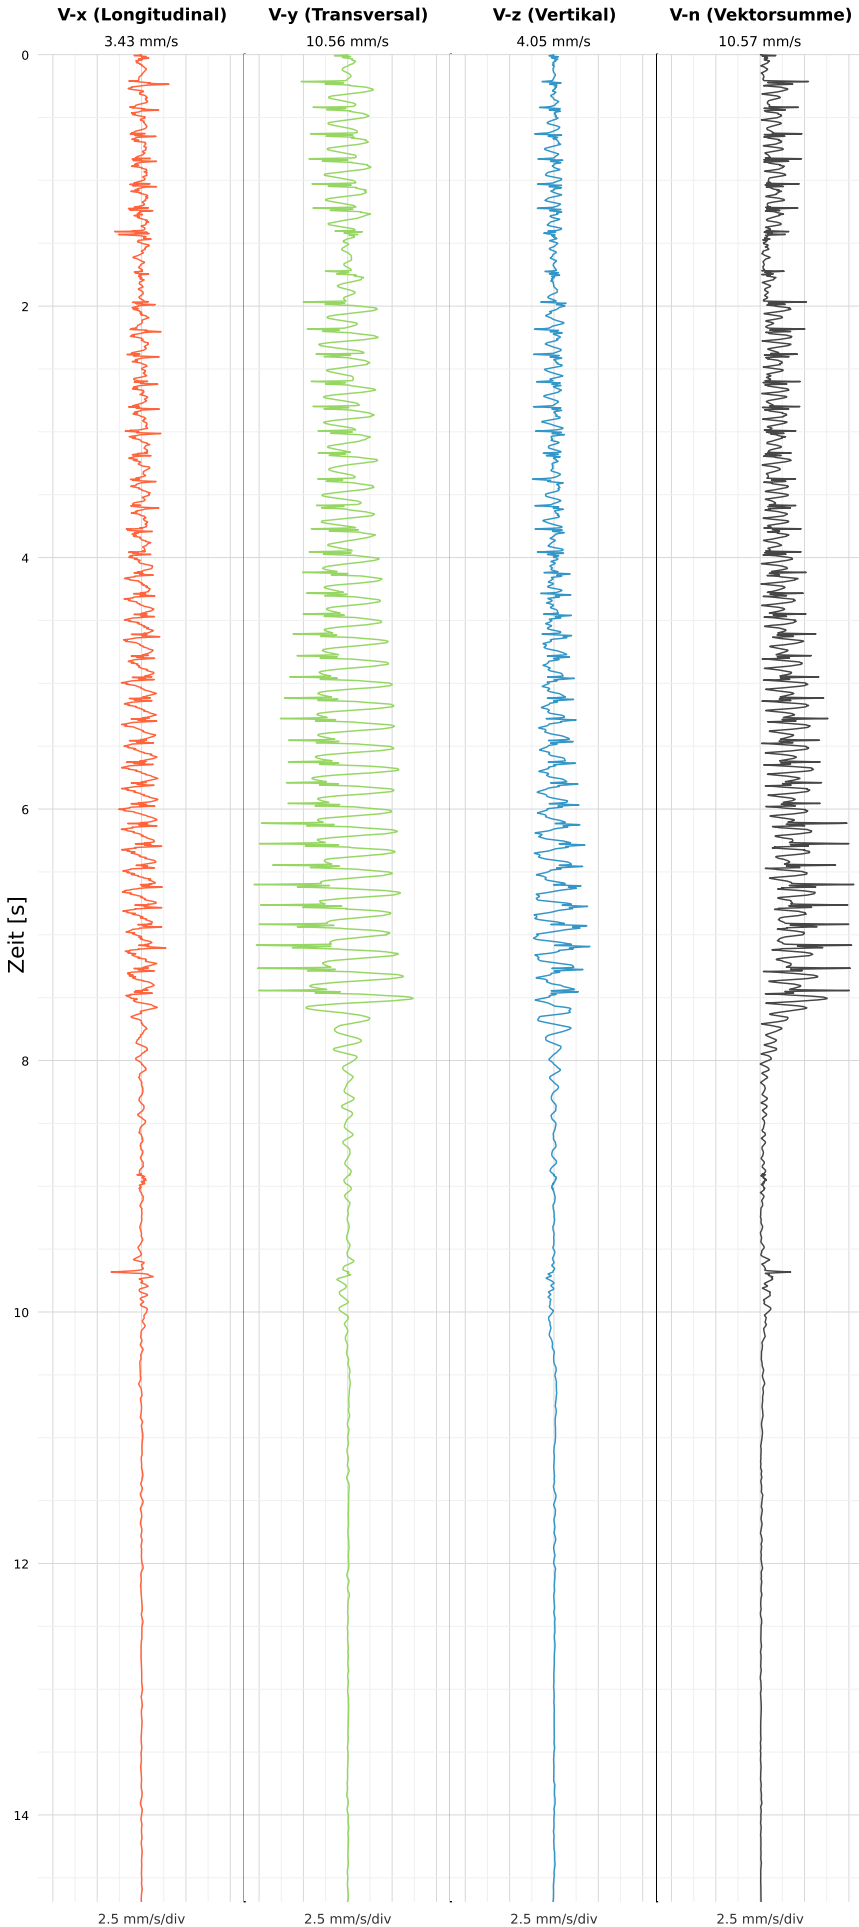 V-x (Longitudinal) V-y (Transversal) V-z (Vertikal) V-n (Vektorsumme)
3.43 mm/s 10.56 mm/s 4.05 mm/s 10.57 mm/s
0
2
4
6
Zeit [s]
8
10
12
14
2.5 mm/s/div 2.5 mm/s/div 2.5 mm/s/div 2.5 mm/s/div